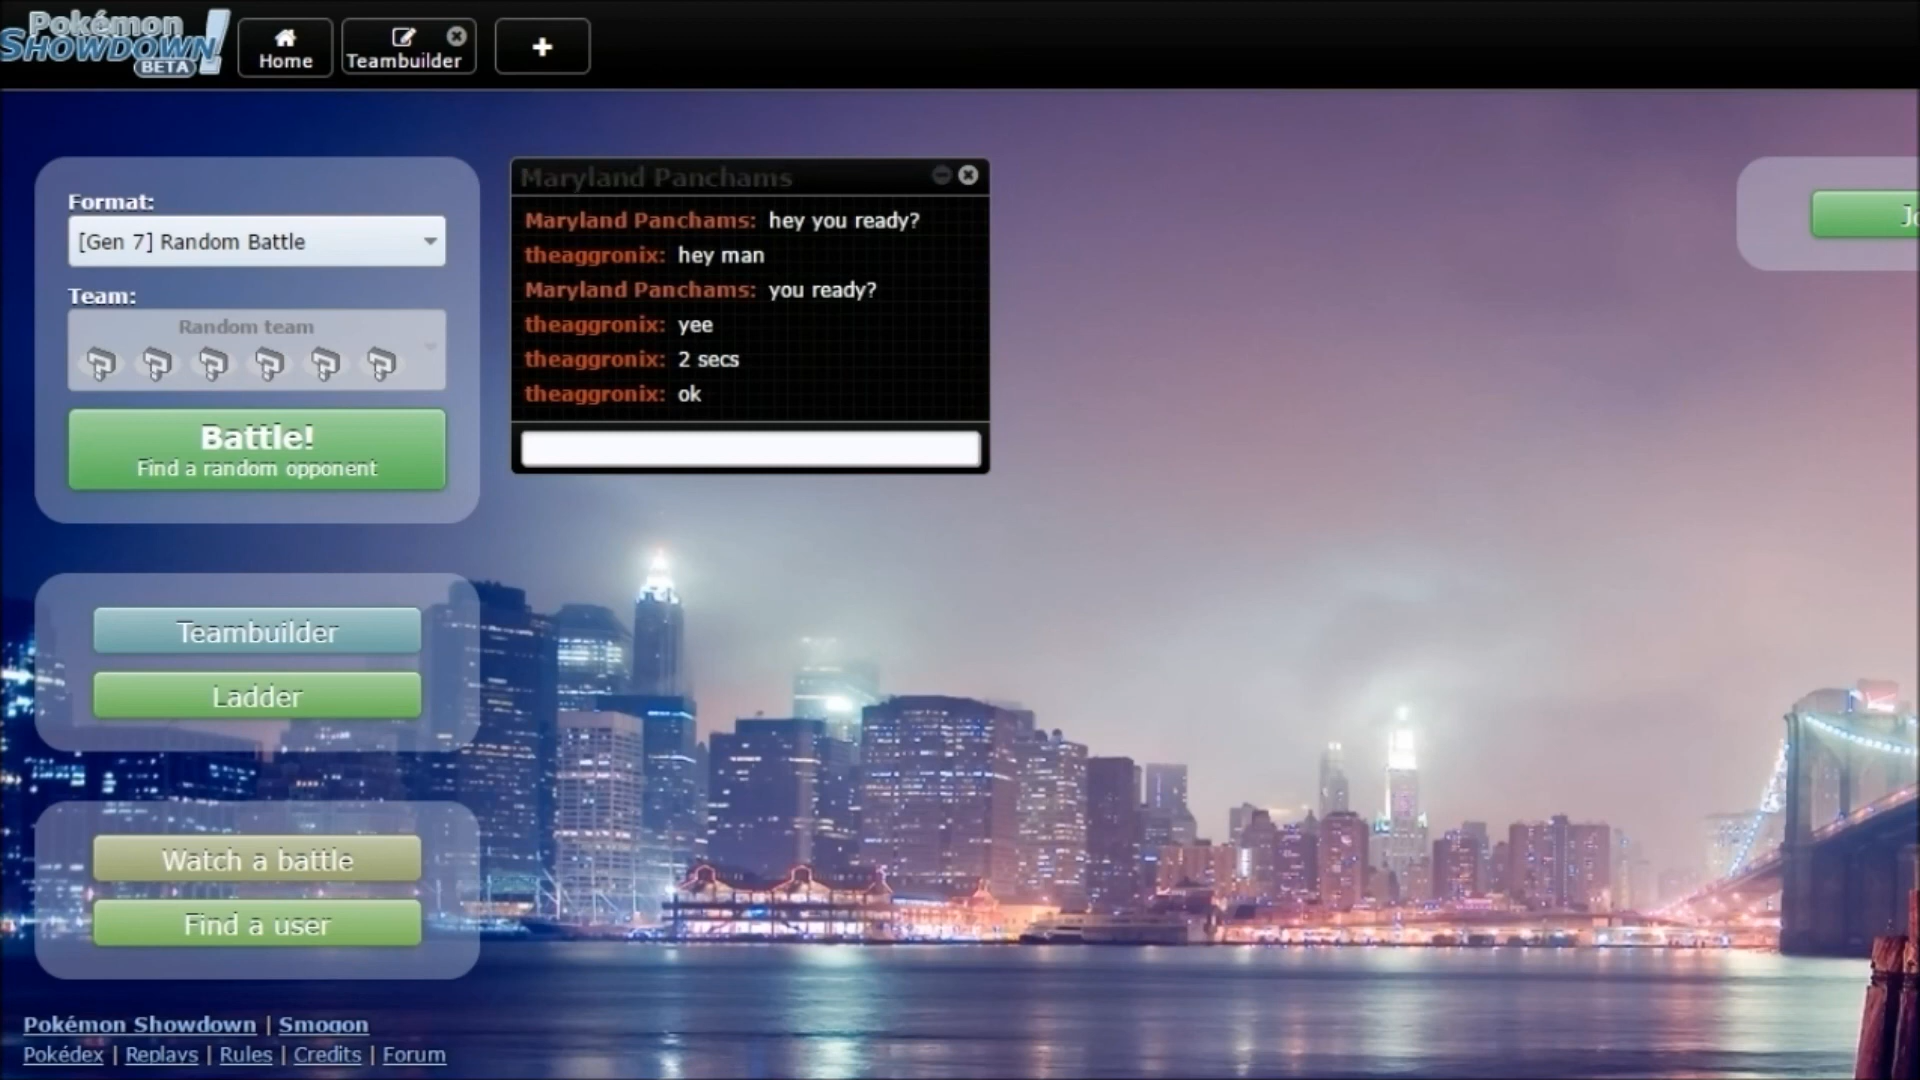 Pokémon
SHOWDOWN!
BETA
Home
Teambuilder
Format:
[Gen 7] Random Battle
Team:
Random team
Battle!
Find a random opponent
Teambuilder
Ladder
Watch a battle
Find a user
Pokémon Showdown | Smogon
Pokédex | Replays | Rules | Credits | Forum
Maryland Panchams
Maryland Panchams: hey you ready?
theaggronix: hey man
Maryland Panchams: you ready?
theaggronix: yee
theaggronix: 2 secs
theaggronix: ok